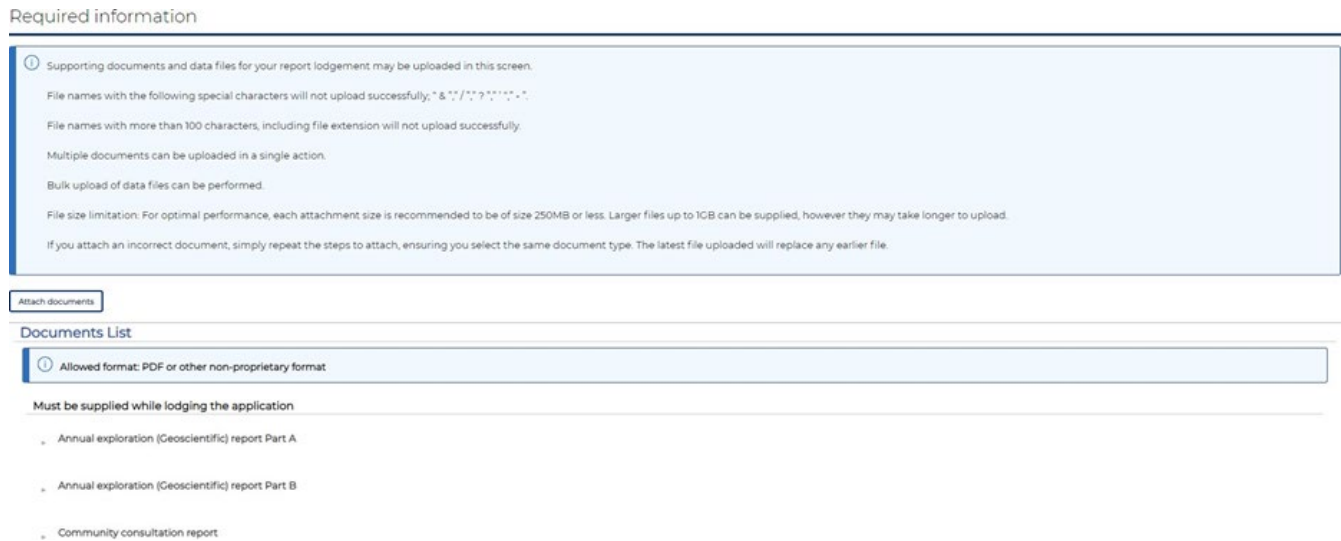 Required information
Supporting documents and data files for your report lodgement may be uploaded in this screen.
File names with the following special characters will not upload successfully; " & "," / "," ? "," ' "," - ".
File names with more than 100 characters, including file extension will not upload successfully.
Multiple documents can be uploaded in a single action.
Bulk upload of data files can be performed.
File size limitation: For optimal performance, each attachment size is recommended to be of size 250MB or less. Larger files up to 1GB can be supplied, however they may take longer to upload.
If you attach an incorrect document, simply repeat the steps to attach, ensuring you select the same document type. The latest file uploaded will replace any earlier file.
Attach documents
Documents List
Allowed format: PDF or other non-proprietary format
Must be supplied while lodging the application
Annual exploration (Geoscientific) report Part A
Annual exploration (Geoscientific) report Part B
Community consultation report